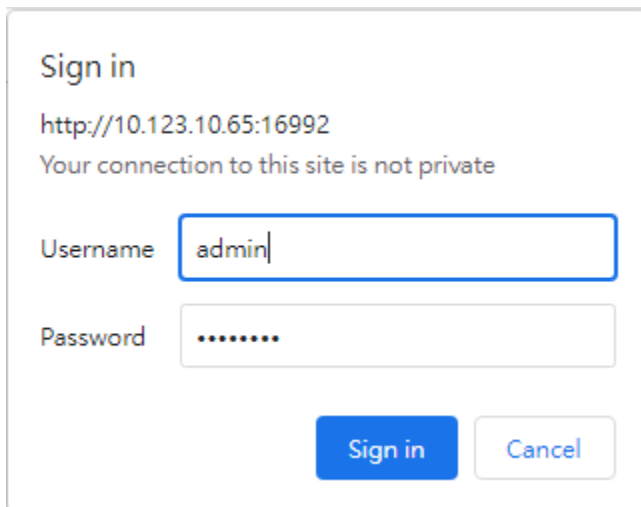 Sign in
http://10.123.10.65:16992
Your connection to this site is not private
Username admin
Password ••••••••
Sign in Cancel